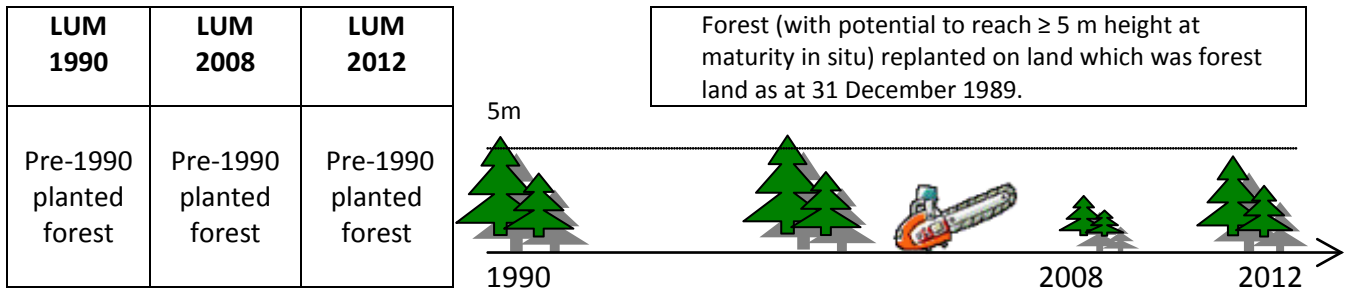 LUM
1990
LUM
2008
LUM
2012
Pre-1990
planted
forest
Pre-1990
planted
forest
Pre-1990
planted
forest
Forest (with potential to reach ≥ 5 m height at
maturity in situ) replanted on land which was forest
land as at 31 December 1989.
5m
1990
2008
2012